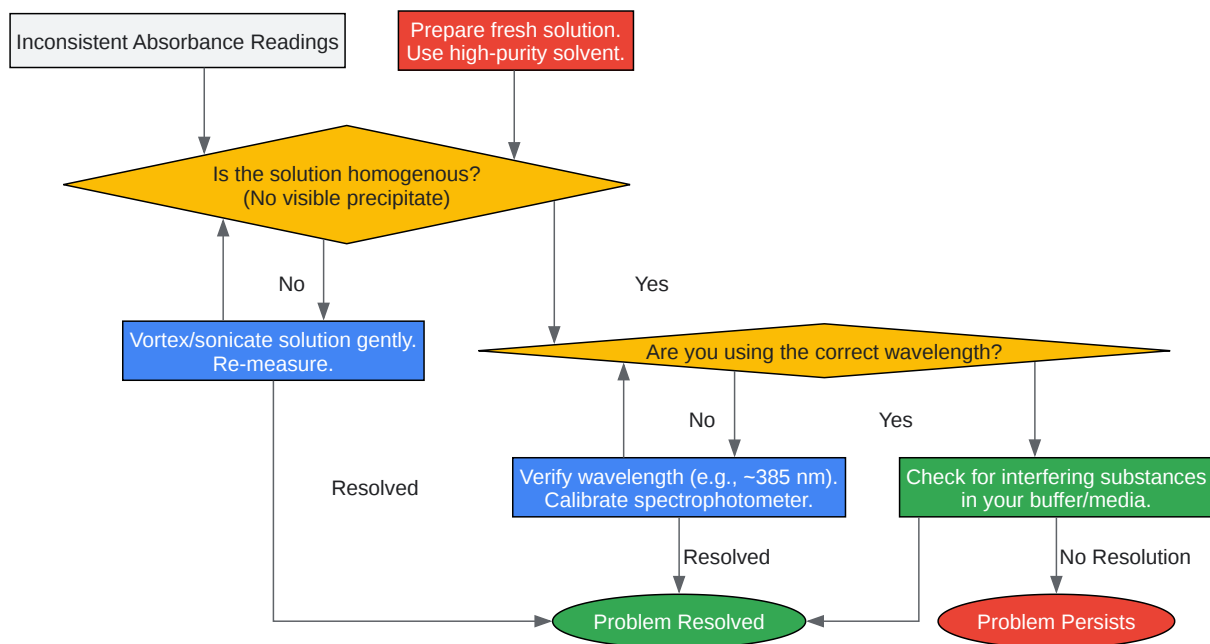 Inconsistent Absorbance Readings
Prepare fresh solution.
Use high-purity solvent.
Is the solution homogenous?
(No visible precipitate)
No
Yes
Vortex/sonicate solution gently.
Re-measure.
Are you using the correct wavelength?
No
Yes
Resolved
Verify wavelength (e.g., ~385 nm).
Calibrate spectrophotometer.
Check for interfering substances
in your buffer/media.
Resolved
No Resolution
Problem Resolved
Problem Persists